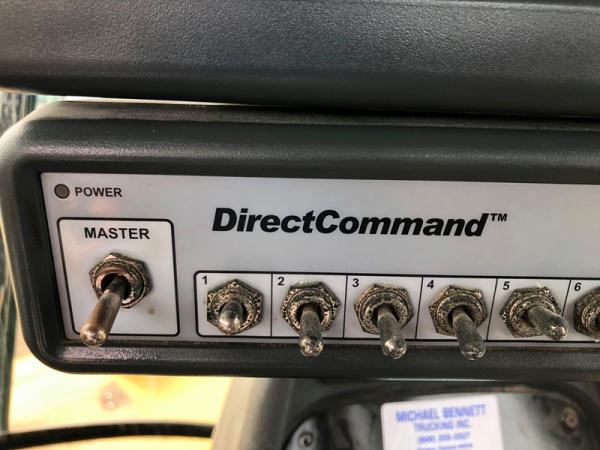 POWER
MASTER
DirectCommand™
1 2 3 4 5 6
MICHAEL BENNETT
TRUCKING INC.